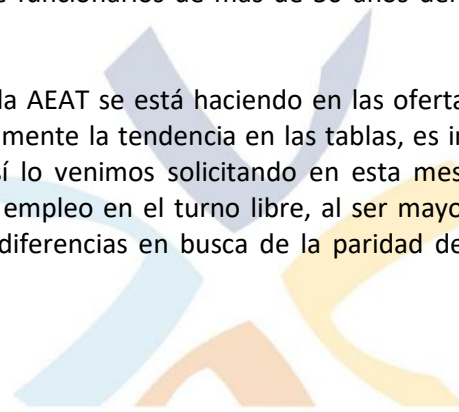 funcionarios de más de 50 años del
la AEAT se está haciendo en las oferta
mente la tendencia en las tablas, es i
sí lo venimos solicitando en esta mes
empleo en el turno libre, al ser mayo
diferencias en busca de la paridad de